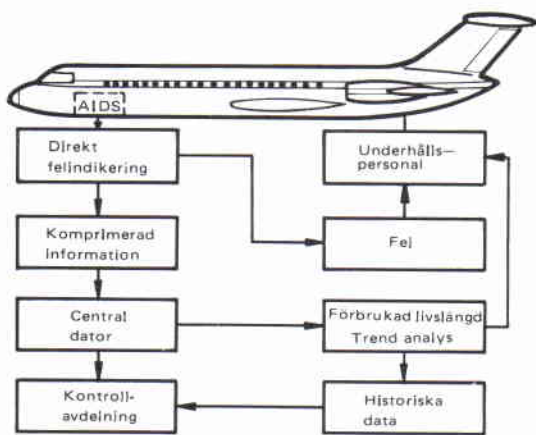 AIDS
Direkt
felindikering
Underhålls-
personal
Komprimerad
information
Fel
Central
dator
Förbrukad livslängd
Trend analys
Kontroll-
avdelning
Historiska
data